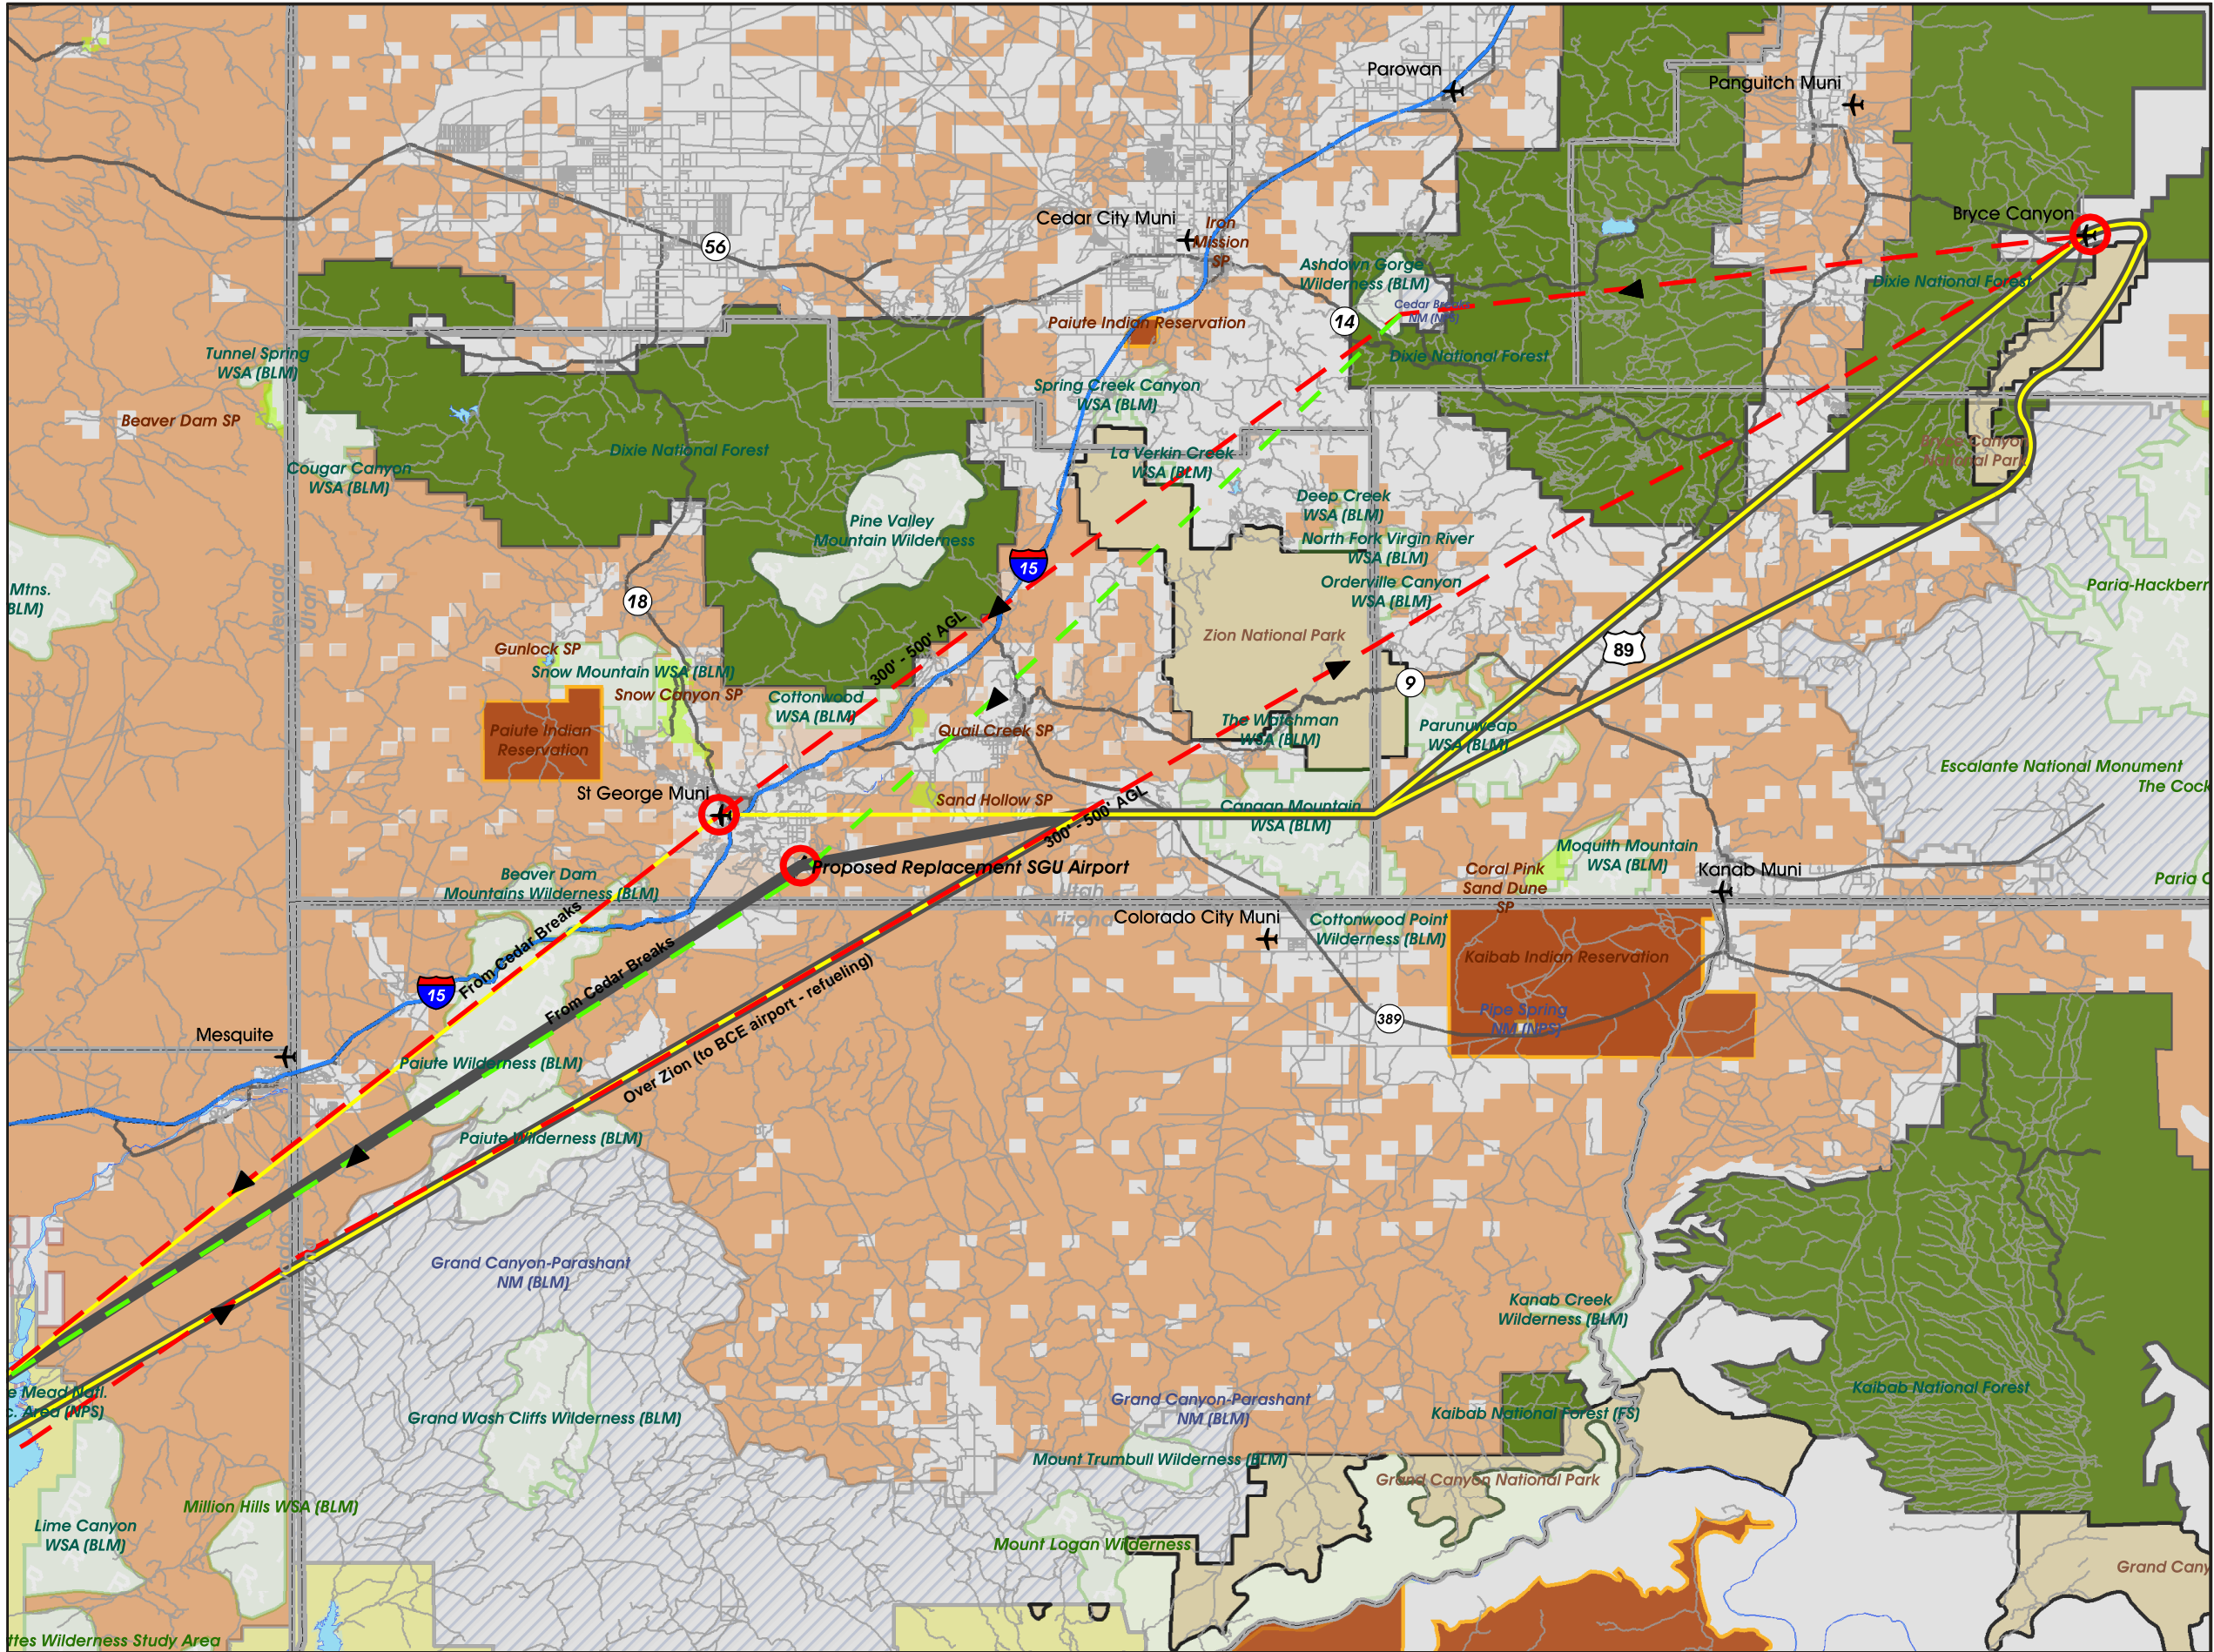 Parowan
Panguitch Muni
Cedar City Muni
Iron
Mission
SP
Bryce Canyon
56
Ashdown Gorge
Wilderness (BLM)
Dixie National Forest
Cedar Breaks
NM (NPS)
14
Paiute Indian Reservation
Dixie National Forest
Tunnel Spring
WSA (BLM)
Spring Creek Canyon
WSA (BLM)
Beaver Dam SP
Dixie National Forest
La Verkin Creek
WSA (BLM)
Bryce Canyon
National Park
Cougar Canyon
WSA (BLM)
Deep Creek
WSA (BLM)
Pine Valley
Mountain Wilderness
North Fork Virgin River
WSA (BLM)
15
Orderville Canyon
WSA (BLM)
Mtns.
BLM)
Paria-Hackberr
Nevada
Utah
18
300' - 500' AGL
Zion National Park
89
Gunlock SP
Snow Mountain WSA (BLM)
Snow Canyon SP
9
Cottonwood
WSA (BLM)
Paiute Indian
Reservation
Quail Creek SP
The Watchman
WSA (BLM)
Parunuweap
WSA (BLM)
Escalante National Monument
The Cock
St George Muni
Sand Hollow SP
Canaan Mountain
WSA (BLM)
300' - 500' AGL
Moquith Mountain
WSA (BLM)
Proposed Replacement SGU Airport
Coral Pink
Sand Dune
SP
Kanab Muni
Paria C
Beaver Dam
Mountains Wilderness (BLM)
Utah
Arizona
Colorado City Muni
Cottonwood Point
Wilderness (BLM)
From Cedar Breaks
From Cedar Breaks
Kaibab Indian Reservation
15
Over Zion (to BCE airport - refueling)
389
Pipe Spring
NM (NPS)
Mesquite
Paiute Wilderness (BLM)
Paiute Wilderness (BLM)
Grand Canyon-Parashant
NM (BLM)
Kanab Creek
Wilderness (BLM)
e Mead Natl.
c. Area (NPS)
Grand Wash Cliffs Wilderness (BLM)
Grand Canyon-Parashant
NM (BLM)
Kaibab National Forest (FS)
Kaibab National Forest
Mount Trumbull Wilderness (BLM)
Grand Canyon National Park
Million Hills WSA (BLM)
Lime Canyon
WSA (BLM)
Mount Logan Wilderness
Grand Cany
ttes Wilderness Study Area